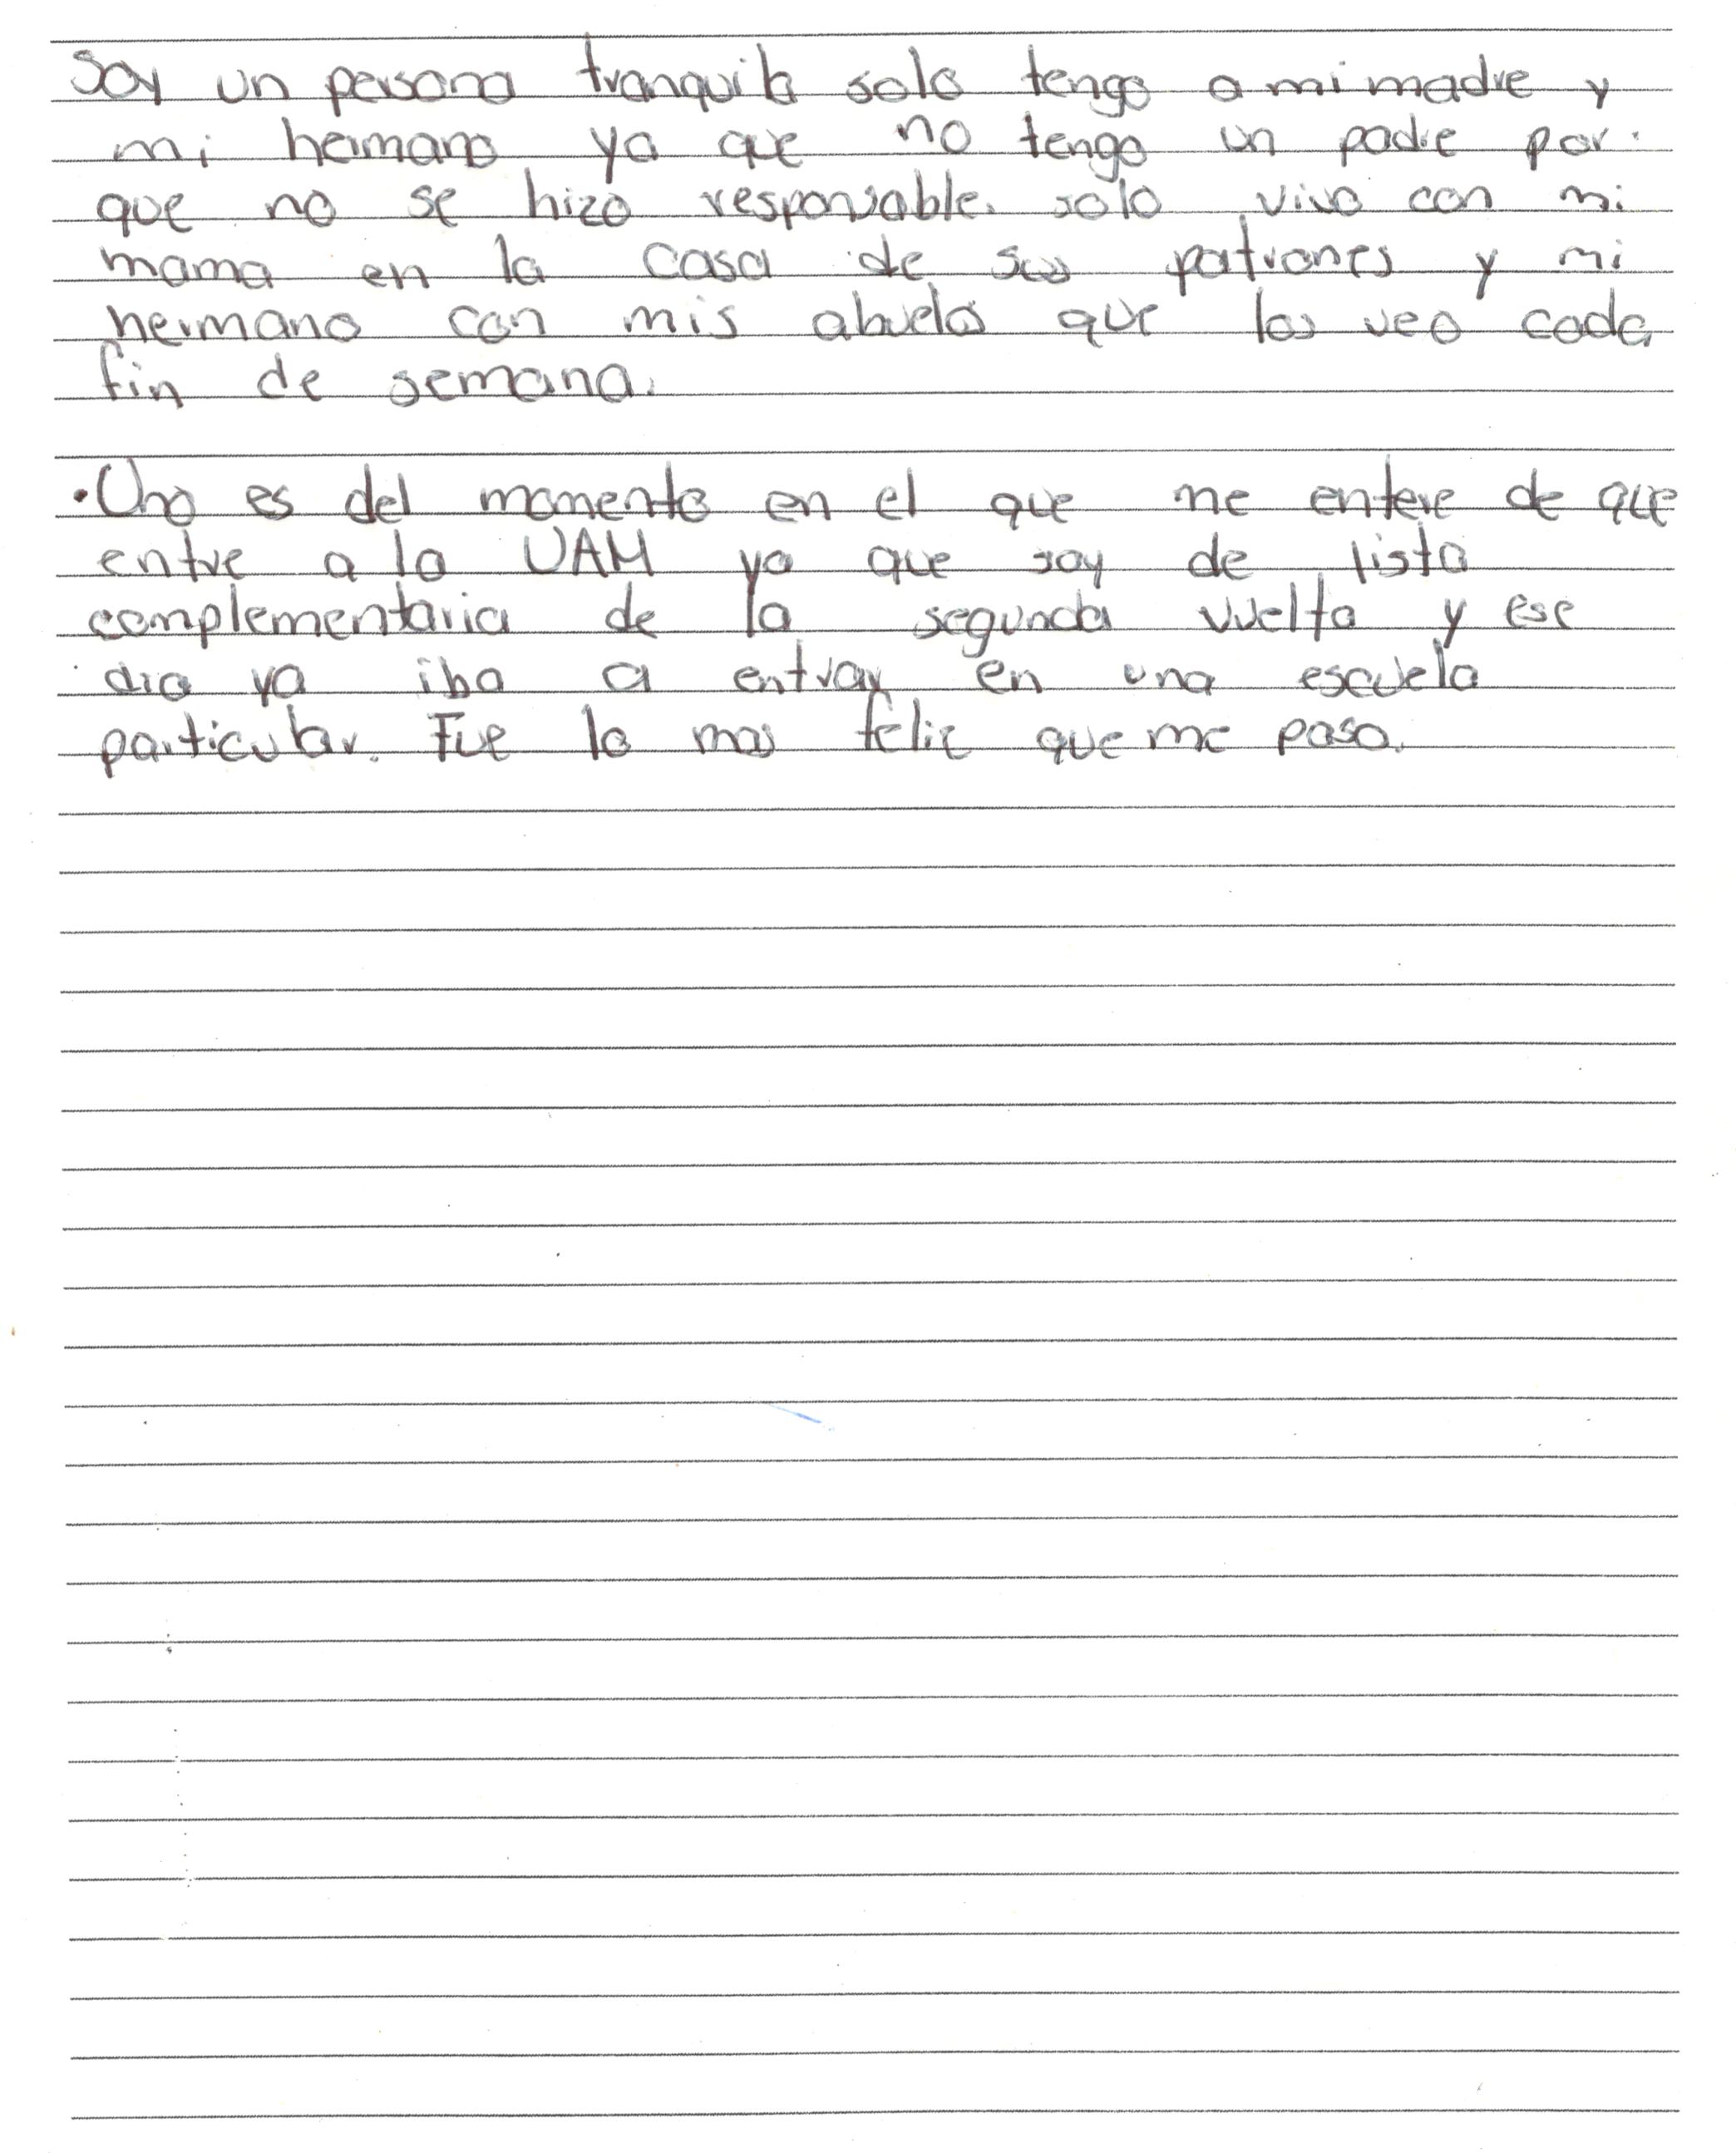 Soy un persona tranquila solo tengo a mi madre y
mi hermano ya que no tengo un padre por
que no se hizo responsable. solo vivo con mi
mama en la casa de sus patrones y mi
hermano con mis abuelos que los veo cada
fin de semana.
• Uno es del momento en el que me entere de que
entre a la UAM ya que soy de lista
complementaria de la segunda vuelta y ese
dia ya iba a entrar en una escuela
particular. Fue lo mas feliz que me paso.